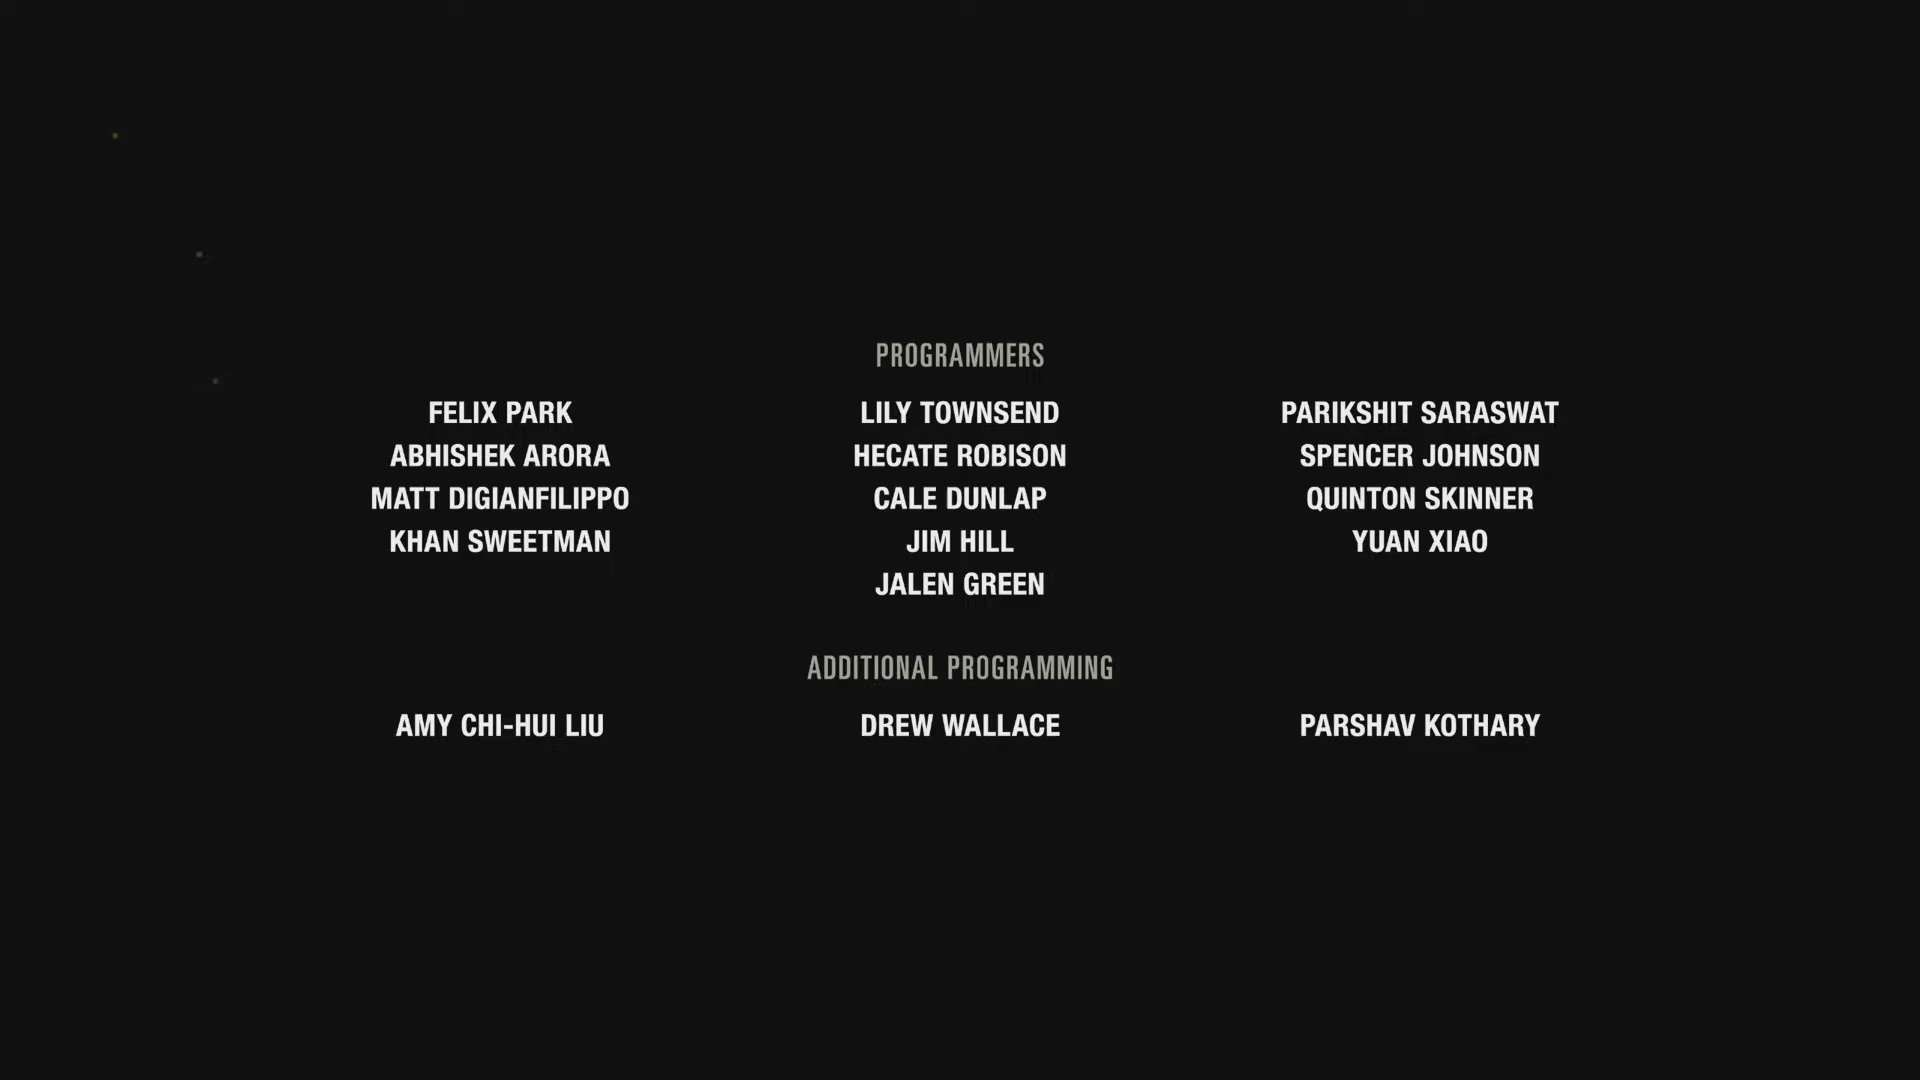 PROGRAMMERS
FELIX PARK LILY TOWNSEND PARIKSHIT SARASWAT
ABHISHEK ARORA HECATE ROBISON SPENCER JOHNSON
MATT DIGIANFILIPPO CALE DUNLAP QUINTON SKINNER
KHAN SWEETMAN JIM HILL YUAN XIAO
JALEN GREEN
ADDITIONAL PROGRAMMING
AMY CHI-HUI LIU DREW WALLACE PARSHAV KOTHARY